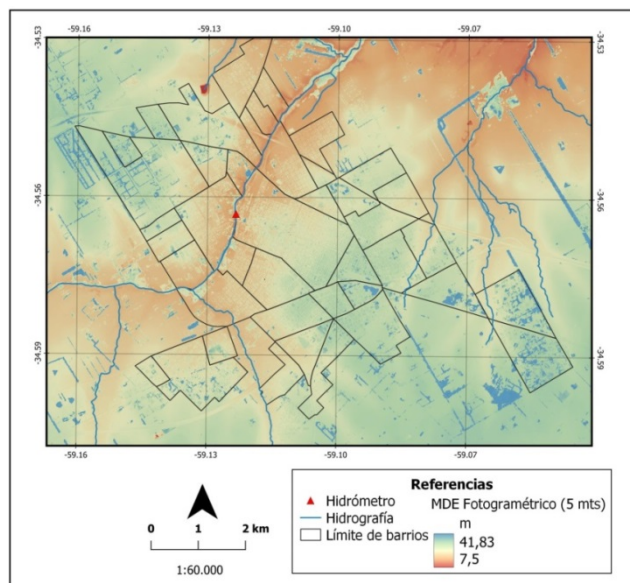 -59.16 -59.13 -59.10 -59.07
-34.53 -34.53
-34.56 -34.56
-34.59 -34.59
-59.16 -59.13 -59.10 -59.07
0 1 2 km
1:60.000
Referencias
Hidrómetro
Hidrografía
Límite de barrios
MDE Fotogramétrico (5 mts)
m
41,83
7,5